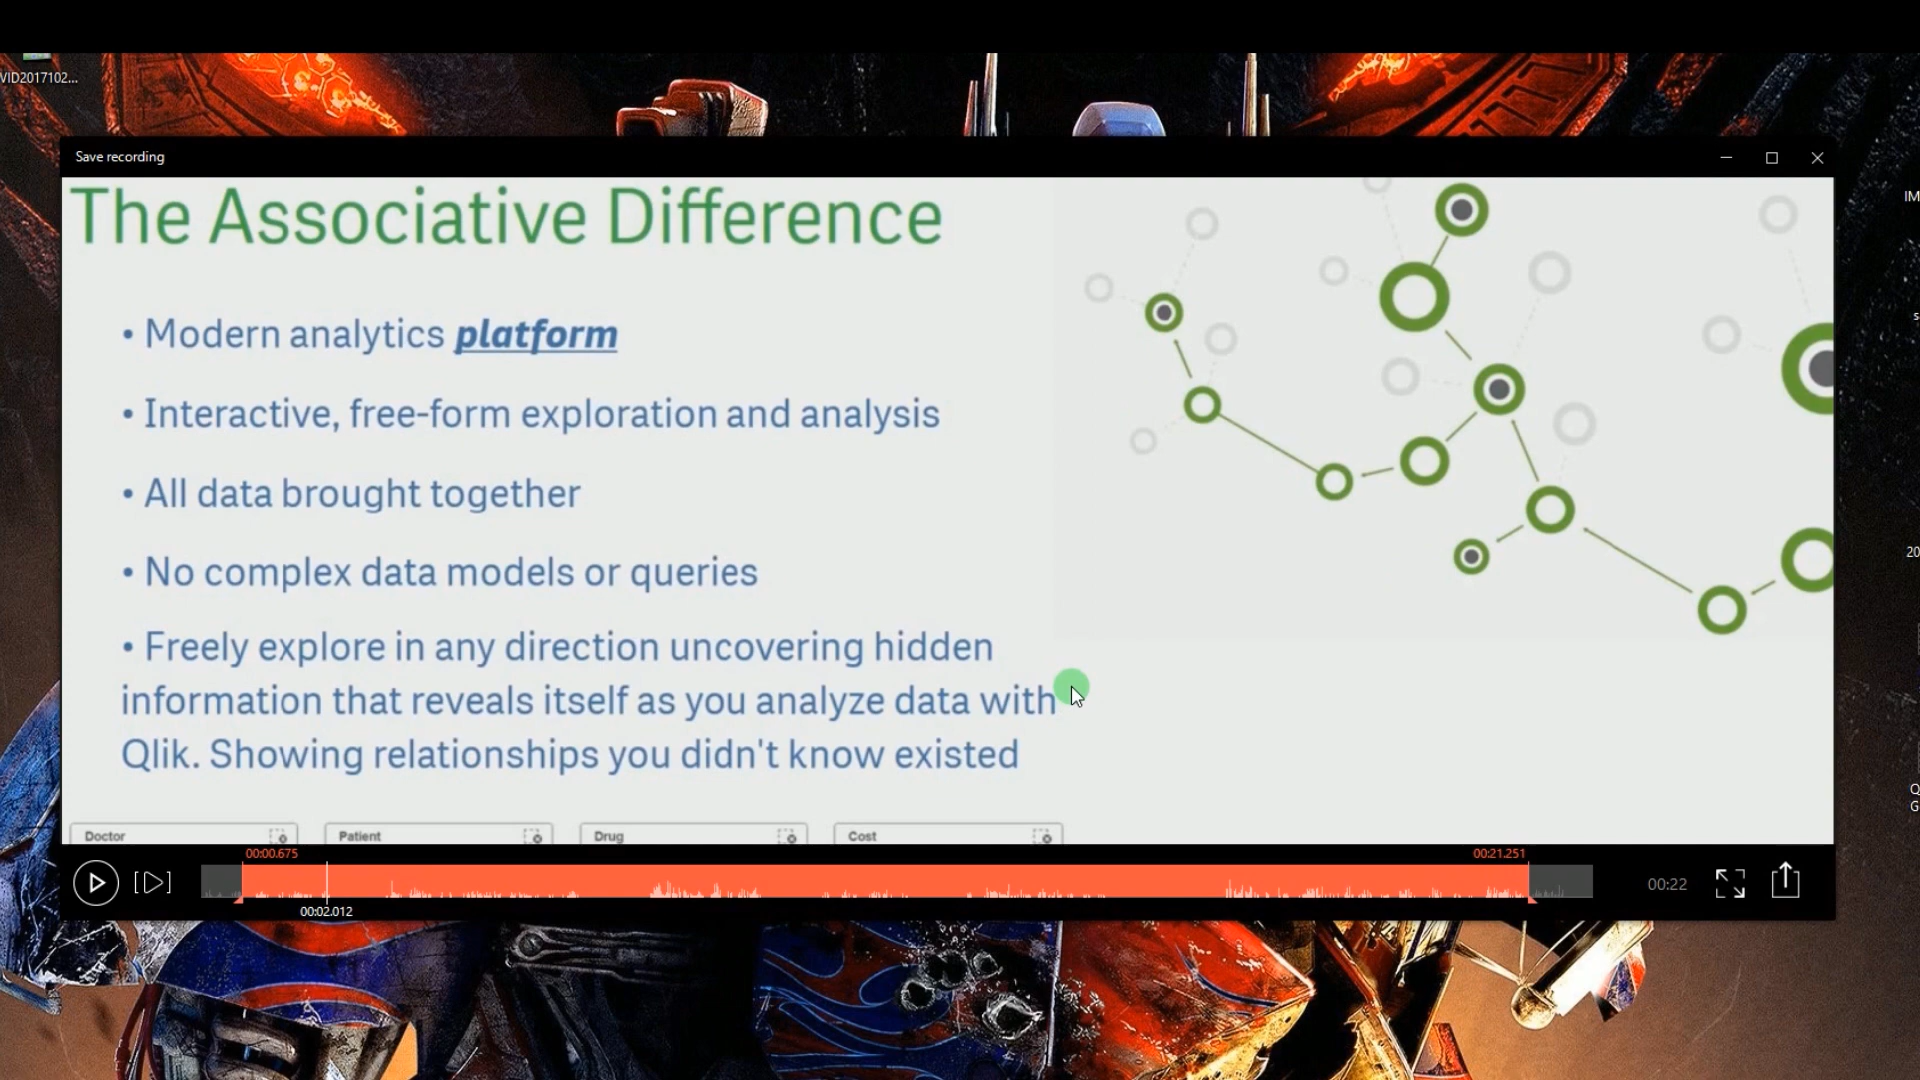 VID2017102...
Save recording
IM
The Associative Difference
• Modern analytics platform
• Interactive, free-form exploration and analysis
• All data brought together
• No complex data models or queries
• Freely explore in any direction uncovering hidden
information that reveals itself as you analyze data with
Qlik. Showing relationships you didn't know existed
s
20
Q
G
Doctor
Patient
Drug
Cost
00:00.675
00:21.251
00:22
00:02.012